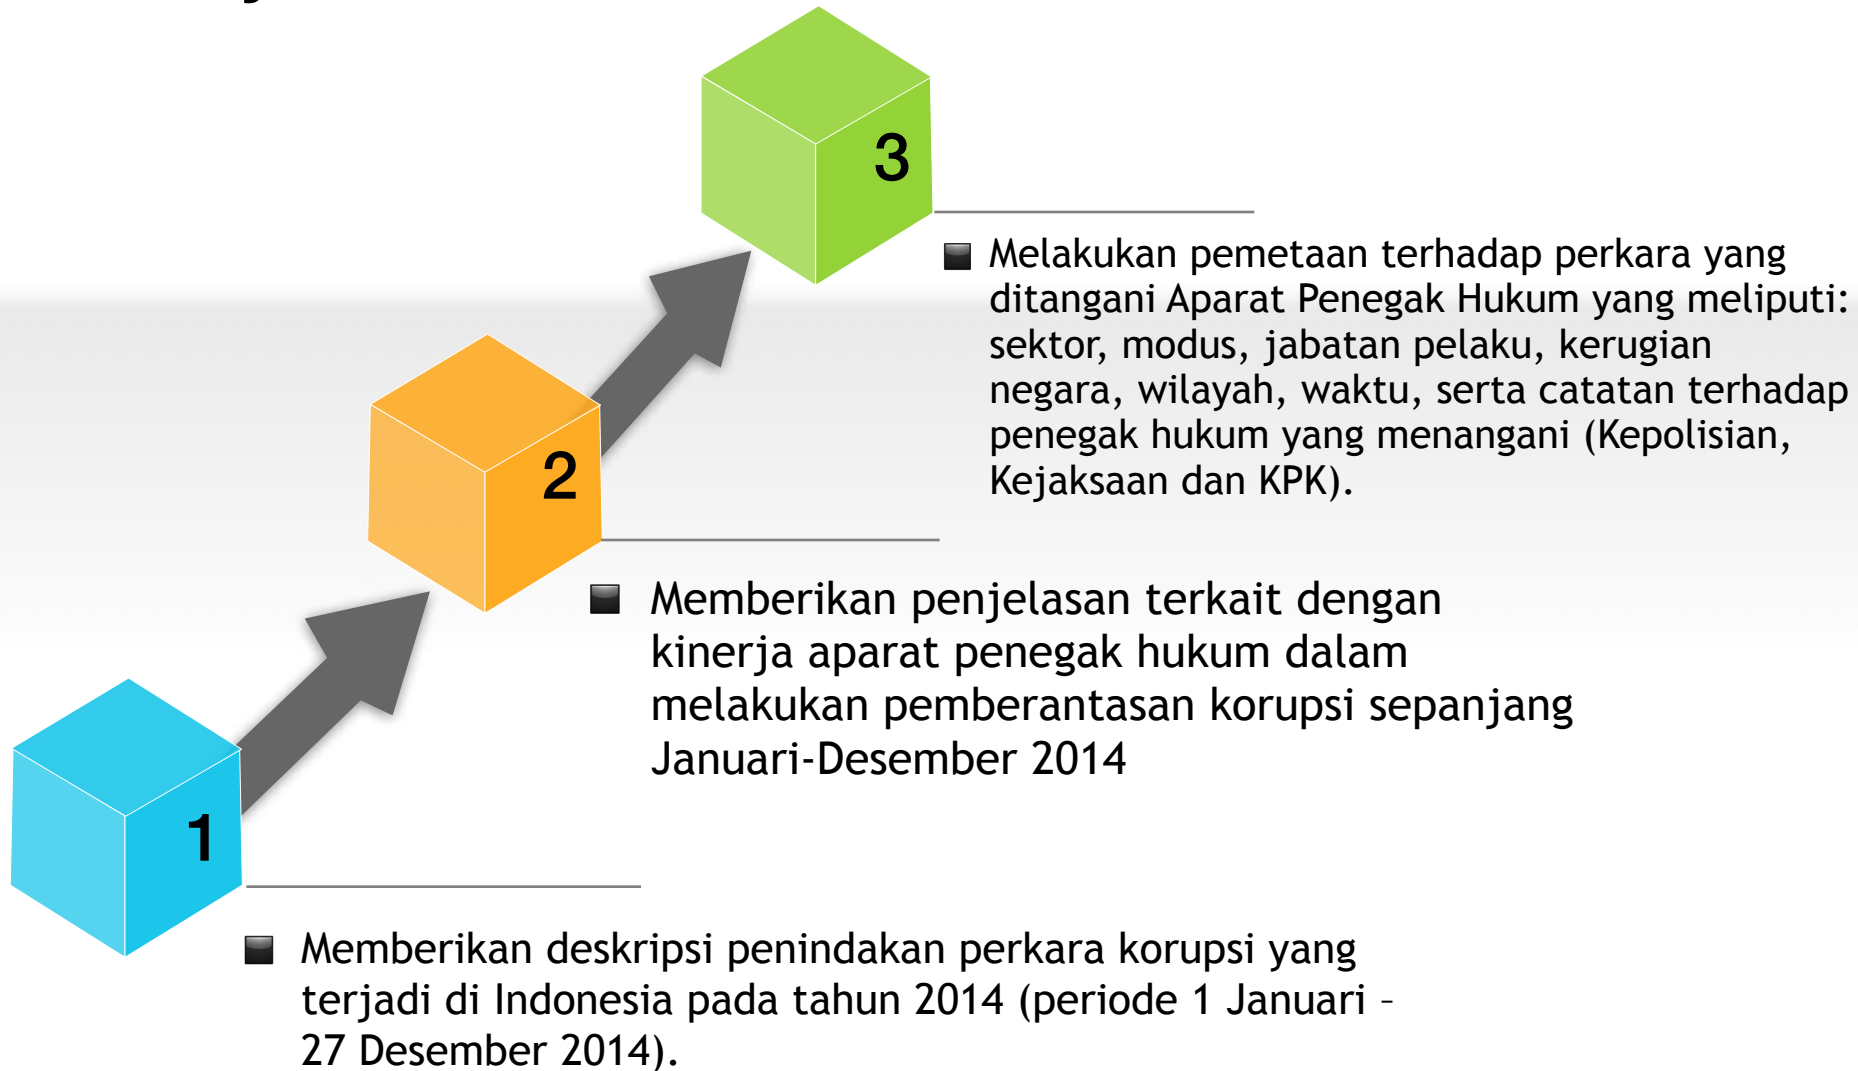 3
Melakukan pemetaan terhadap perkara yang
ditangani Aparat Penegak Hukum yang meliputi:
sektor, modus, jabatan pelaku, kerugian
negara, wilayah, waktu, serta catatan terhadap
penegak hukum yang menangani (Kepolisian,
Kejaksaan dan KPK).
2
Memberikan penjelasan terkait dengan
kinerja aparat penegak hukum dalam
melakukan pemberantasan korupsi sepanjang
Januari-Desember 2014
1
Memberikan deskripsi penindakan perkara korupsi yang
terjadi di Indonesia pada tahun 2014 (periode 1 Januari –
27 Desember 2014).